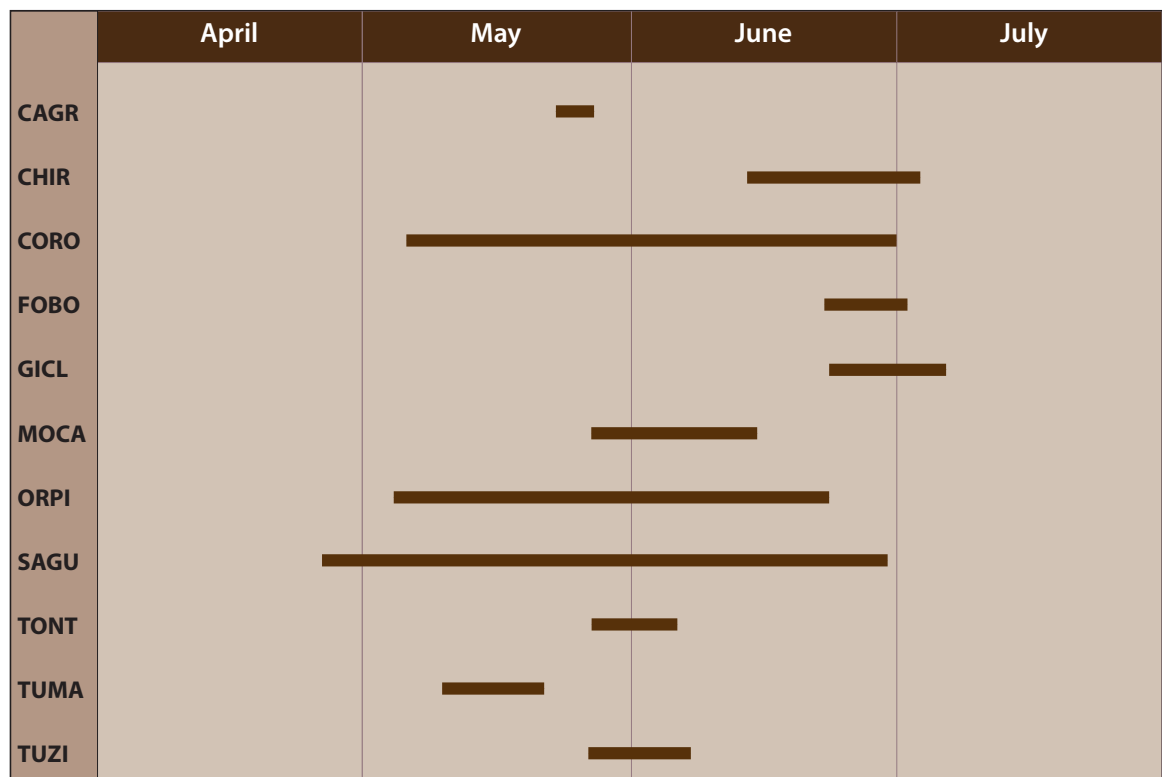 April May June July
CAGR
CHIR
CORO
FOBO
GICL
MOCA
ORPI
SAGU
TONT
TUMA
TUZI